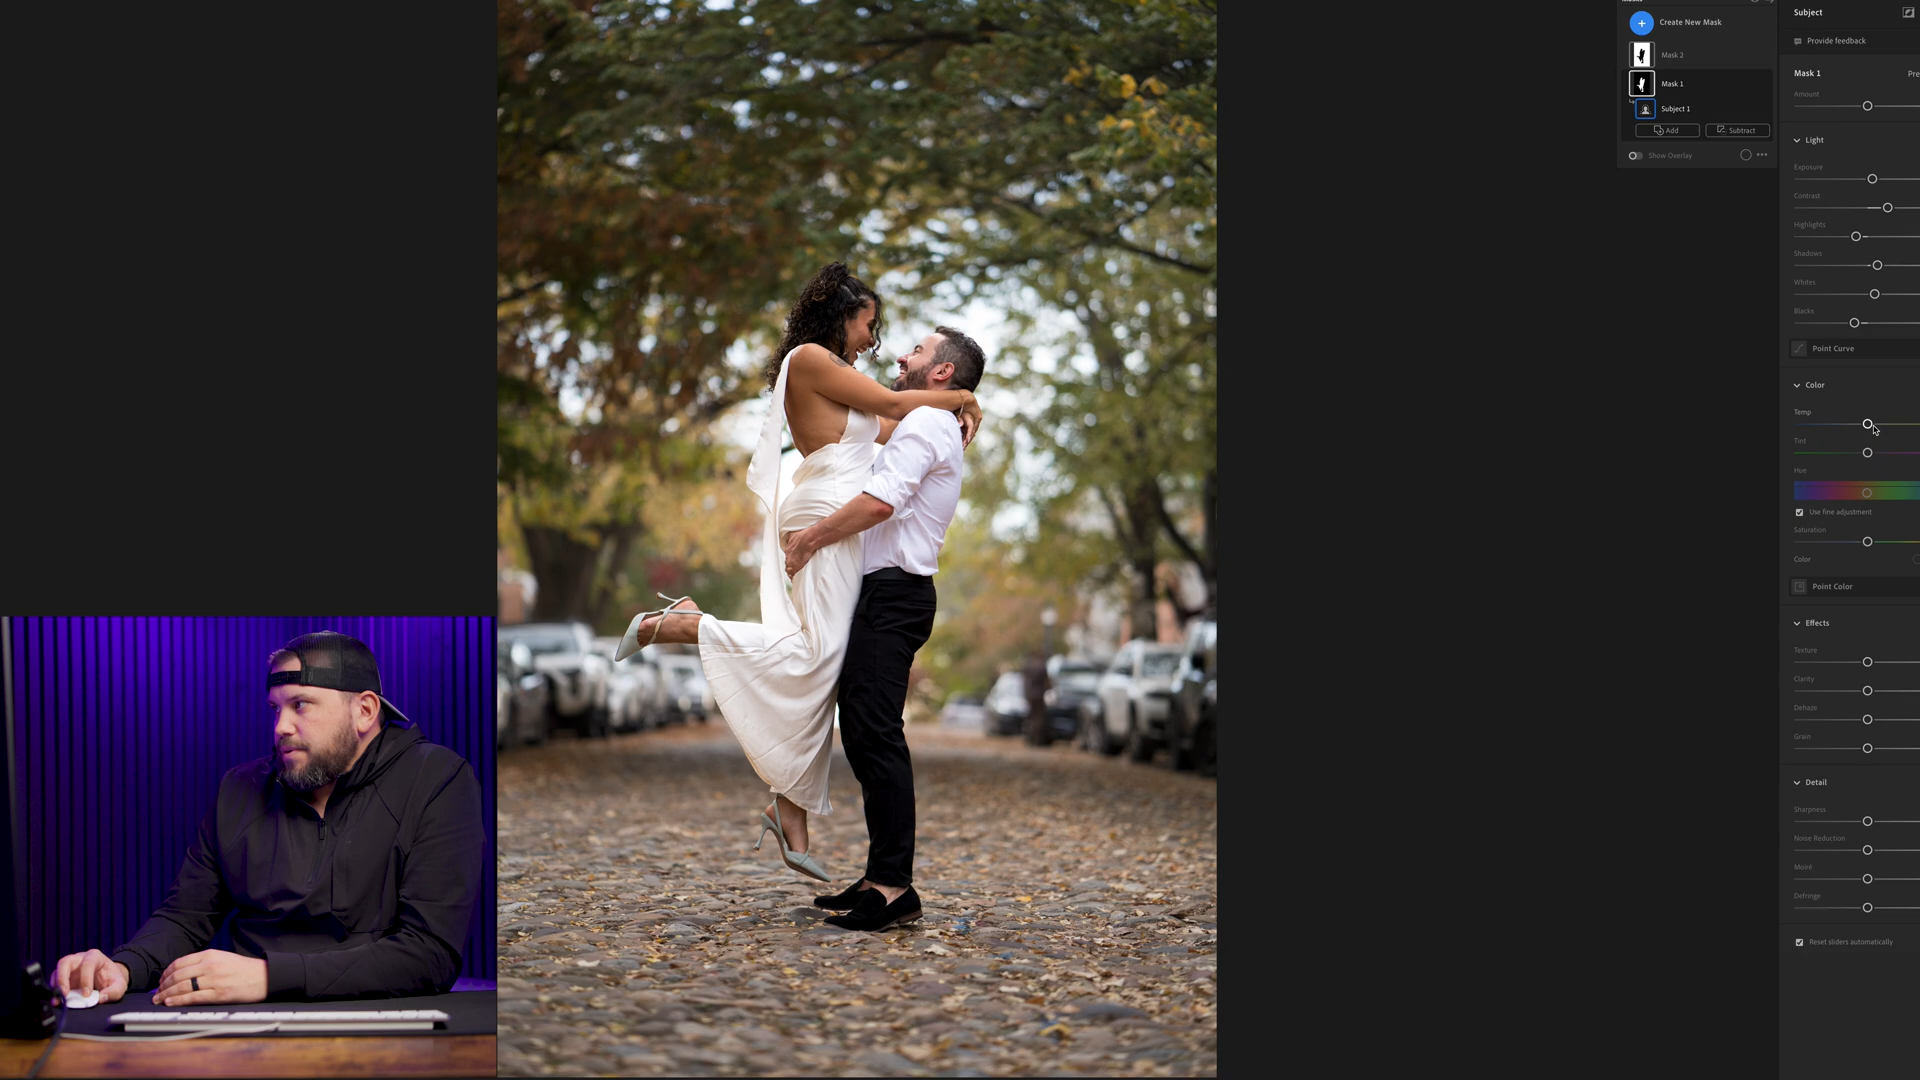 Create New Mask
Mask 2
Mask 1
Subject 1
Add
Subtract
Show Overlay
Subject
Provide feedback
Mask 1
Amount
Light
Exposure
Contrast
Highlights
Shadows
Whites
Blacks
Point Curve
Color
Temp
Tint
Hue
Use fine adjustment
Saturation
Color
Point Color
Effects
Texture
Clarity
Dehaze
Grain
Detail
Sharpness
Noise Reduction
Moiré
Defringe
Reset sliders automatically